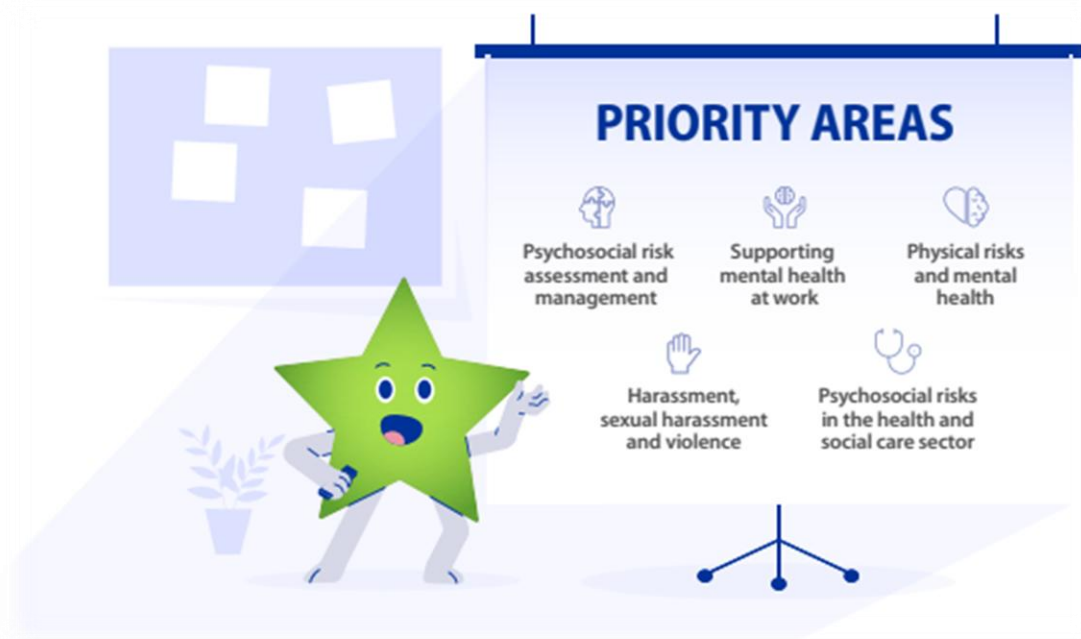 PRIORITY AREAS
Psychosocial risk
assessment and
management
Supporting
mental health
at work
Physical risks
and mental
health
Harassment,
sexual harassment
and violence
Psychosocial risks
in the health and
social care sector